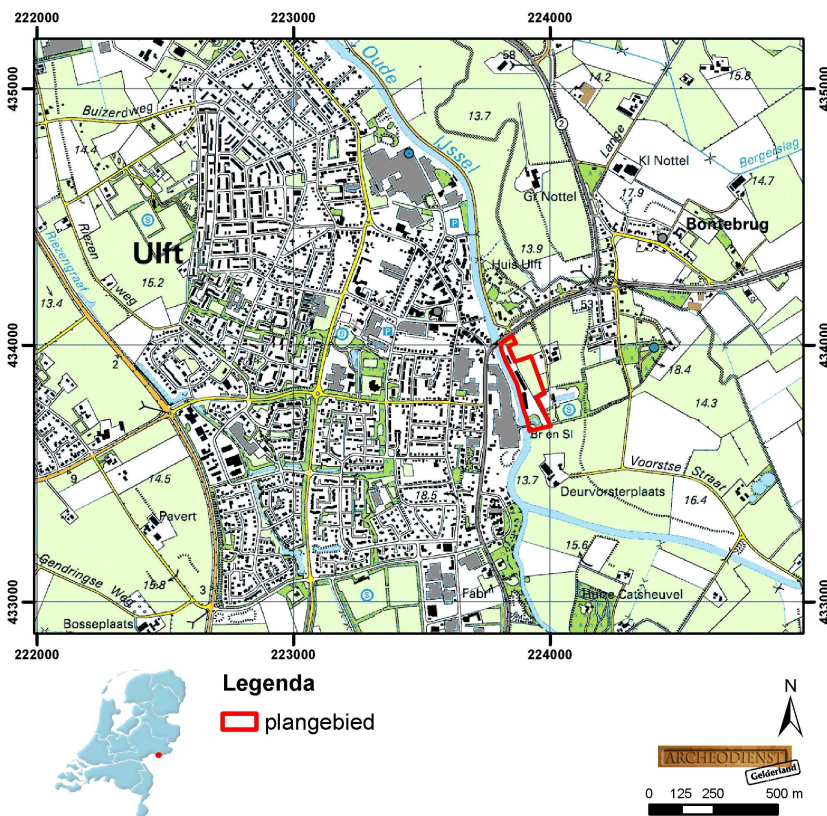 222000
223000
224000
435000
435000
58
14.2
15.8
Oude
IJssel
Buizerdweg
13.7
2
Lange
14.4
Kl Nottel
Bergerslag
14.7
17.9
Gr Nottel
S
P
Bontebrug
Riezen
weg
Ulft
13.9
Huis Ulft
Riezengraaf
15.2
13.4
53
434000
434000
S
P
2
18.4
14.3
S
Br en Sl
Voorstse Straat
9
14.5
13.7
Deurvorsterplaats
18.5
16.4
Pavert
15.6
Gendringse Weg
15.8
3
S
Fabrn
Huize Catsheuvel
433000
433000
Bosseplaats
222000
223000
224000
Legenda
plangebied
N
ARCHEODIENST
Gelderland
0 125 250 500 m